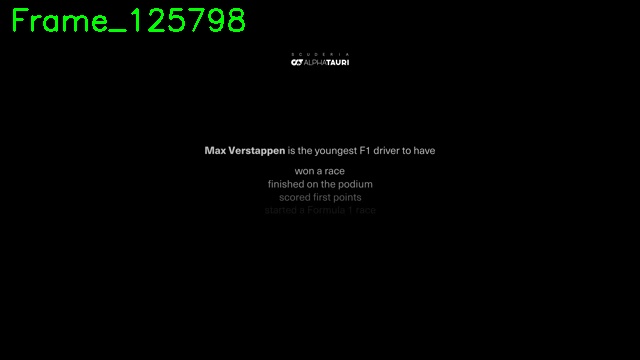 Frame_125798
SCUDERIA
ALPHATAURI
Max Verstappen is the youngest F1 driver to have
won a race
finished on the podium
scored first points
started a Formula 1 race